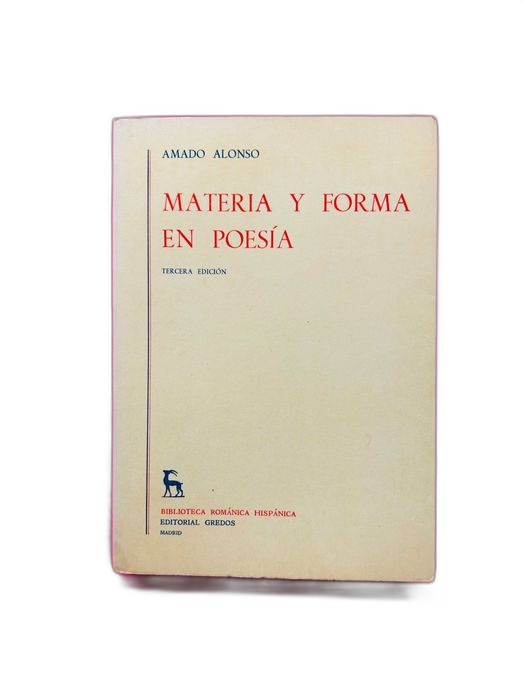 AMADO ALONSO
MATERIA Y FORMA
EN POESÍA
TERCERA EDICIÓN
BIBLIOTECA ROMÁNICA HISPÁNICA
EDITORIAL GREDOS
MADRID